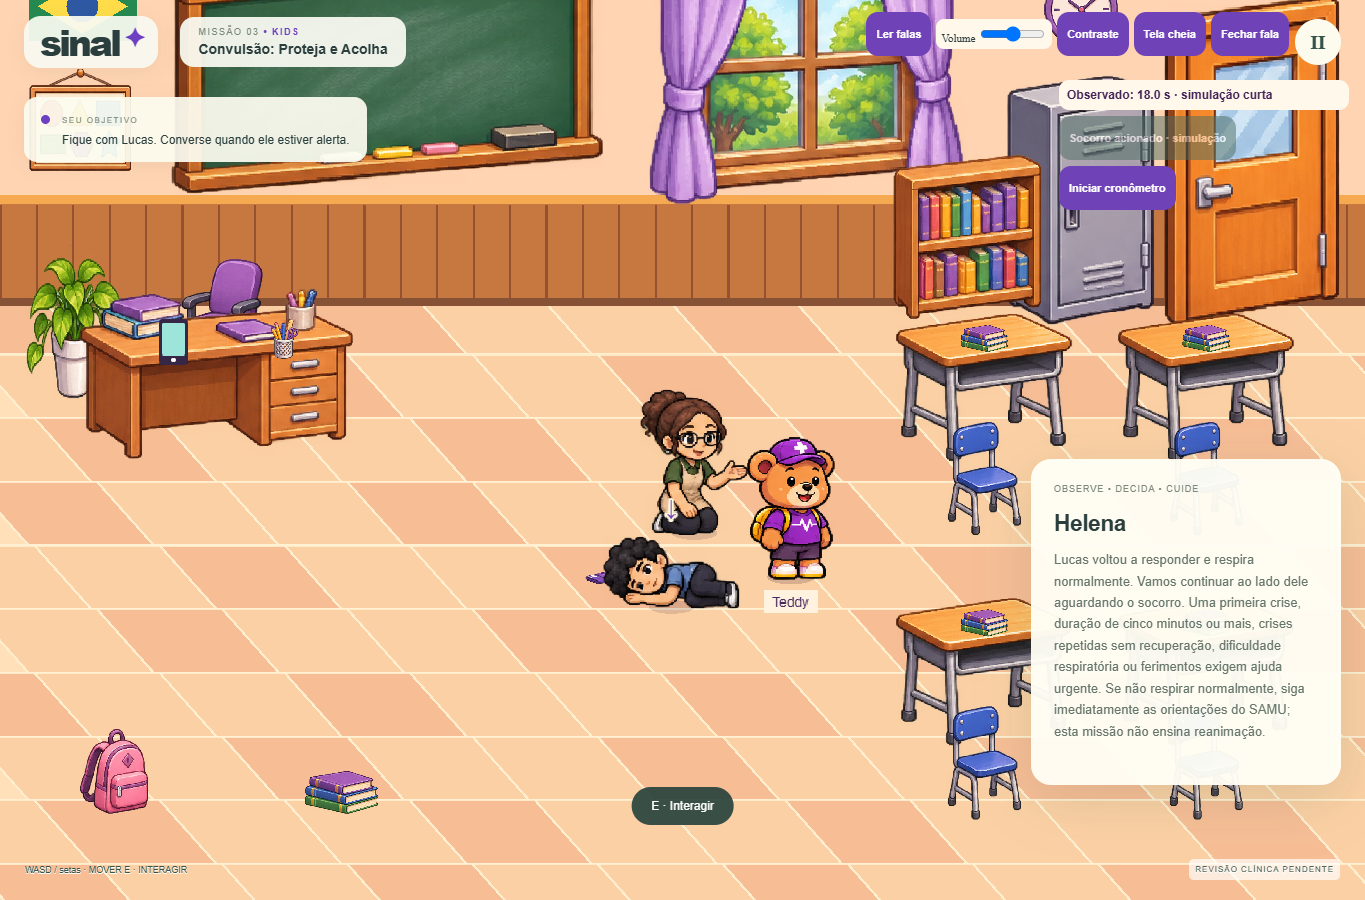 sinal
MISSÃO 03 • KIDS
Convulsão: Proteja e Acolha
Ler falas
Volume
Contraste
Tela cheia
Fechar fala
II
SEU OBJETIVO
Fique com Lucas. Converse quando ele estiver alerta.
Observado: 18.0 s · simulação curta
Socorro acionado · simulação
Iniciar cronômetro
Teddy
OBSERVE • DECIDA • CUIDE
Helena
Lucas voltou a responder e respira
normalmente. Vamos continuar ao lado dele
aguardando o socorro. Uma primeira crise,
duração de cinco minutos ou mais, crises
repetidas sem recuperação, dificuldade
respiratória ou ferimentos exigem ajuda
urgente. Se não respirar normalmente, siga
imediatamente as orientações do SAMU;
esta missão não ensina reanimação.
E · Interagir
WASD / setas · MOVER E · INTERAGIR
REVISÃO CLÍNICA PENDENTE